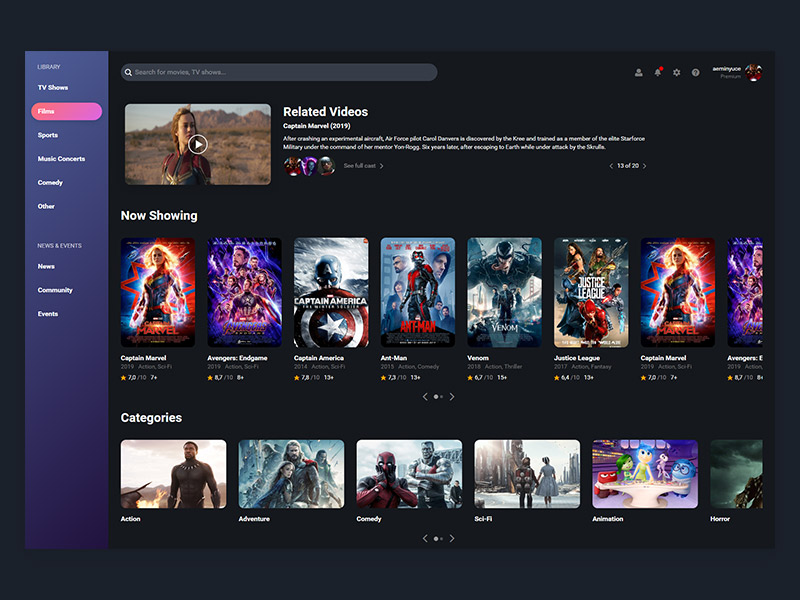 LIBRARY
TV Shows
Films
Sports
Music Concerts
Comedy
Other
NEWS & EVENTS
News
Community
Events
Search for movies, TV shows...
aeminyuce
Premium
Related Videos
Captain Marvel (2019)
After crashing an experimental aircraft, Air Force pilot Carol Danvers is discovered by the Kree and trained as a member of the elite Starforce
Military under the command of her mentor Yon-Rogg. Six years later, after escaping to Earth while under attack by the Skrulls.
See full cast
13 of 20
Now Showing
CAPTAIN AMERICA
THE WINTER SOLDIER
ANT-MAN
VENOM
JUSTICE
LEAGUE
Captain Marvel
2019 Action, Sci-Fi
7,0 /10 7+
Avengers: Endgame
2019 Action, Sci-Fi
8,7 /10 8+
Captain America
2014 Action, Sci-Fi
7,8 /10 13+
Ant-Man
2015 Action, Comedy
7,3 /10 13+
Venom
2018 Action, Thriller
6,7 /10 15+
Justice League
2017 Action, Fantasy
6,4 /10 13+
Captain Marvel
2019 Action, Sci-Fi
7,0 /10 7+
Avengers: E
2019 Action
8,7 /10 8+
Categories
Action
Adventure
Comedy
Sci-Fi
Animation
Horror